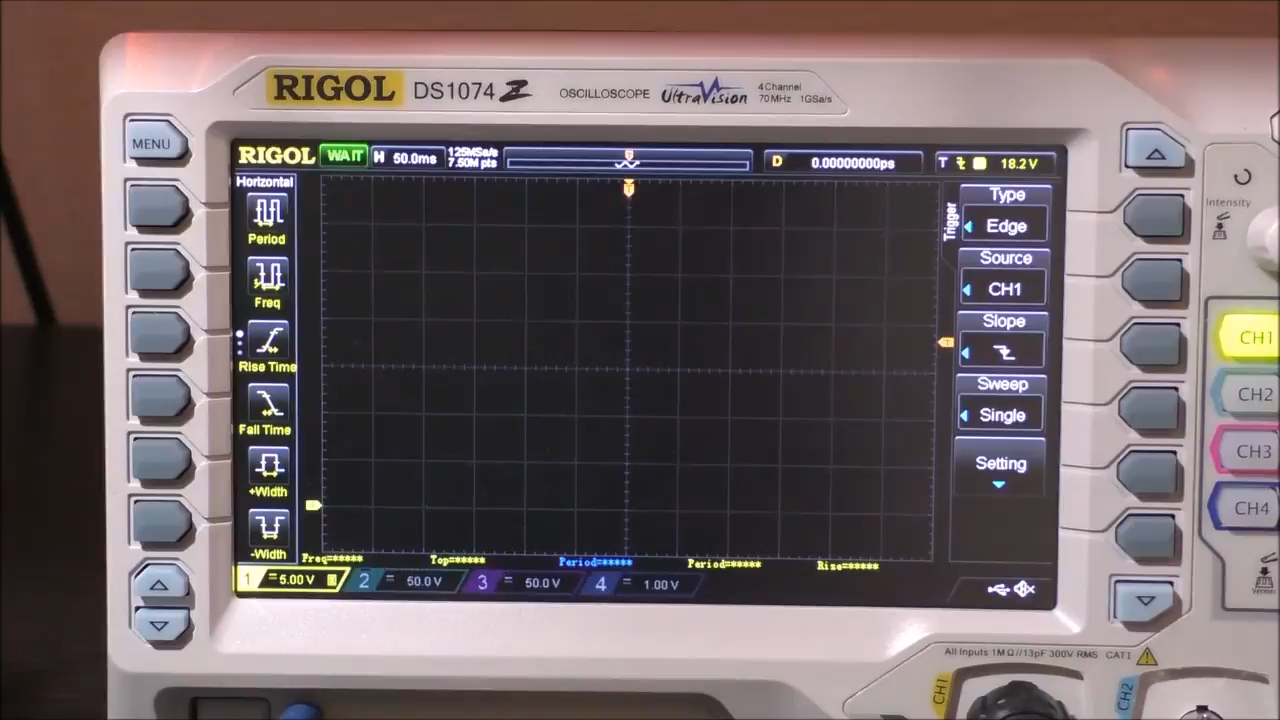 RIGOL DS1074 Z OSCILLOSCOPE UltraVision 4 Channel
70MHz 1GSa/s
MENU
RIGOL WAIT H 50.0ms 125MSa/s
7.50M pts
D 0.00000000ps
T 18.2V
Horizontal
Period
Freq
Rise Time
Fall Time
+Width
-Width
Trigger
Type
Edge
Source
CH1
Slope
Sweep
Single
Setting
Freq=***** Top=***** Period=***** Period=***** Rise=*****
1 = 5.00 V 2 = 50.0 V 3 = 50.0 V 4 = 1.00 V
Intensity
CH1
CH2
CH3
CH4
All Inputs 1MΩ//13pF 300V RMS CAT I
CH1
CH2